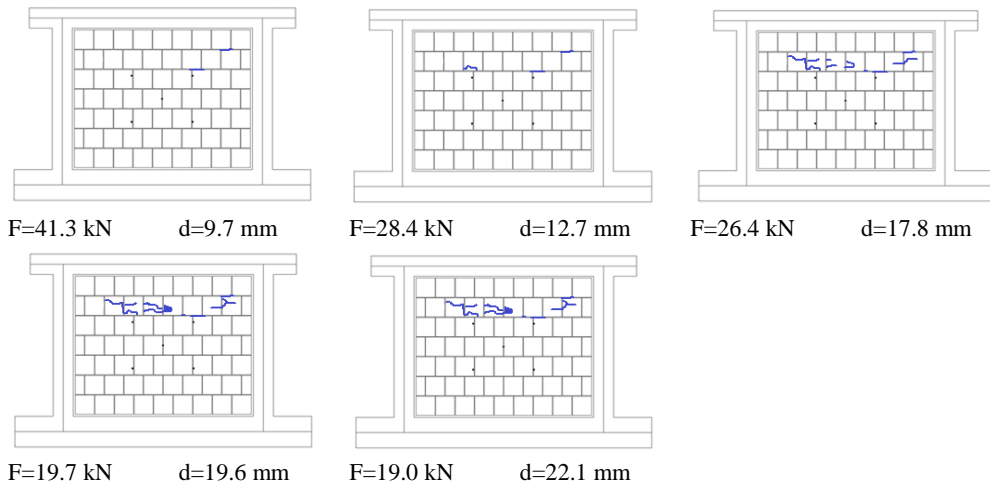 F=41.3 kN d=9.7 mm
F=28.4 kN d=12.7 mm
F=26.4 kN d=17.8 mm
F=19.7 kN d=19.6 mm
F=19.0 kN d=22.1 mm